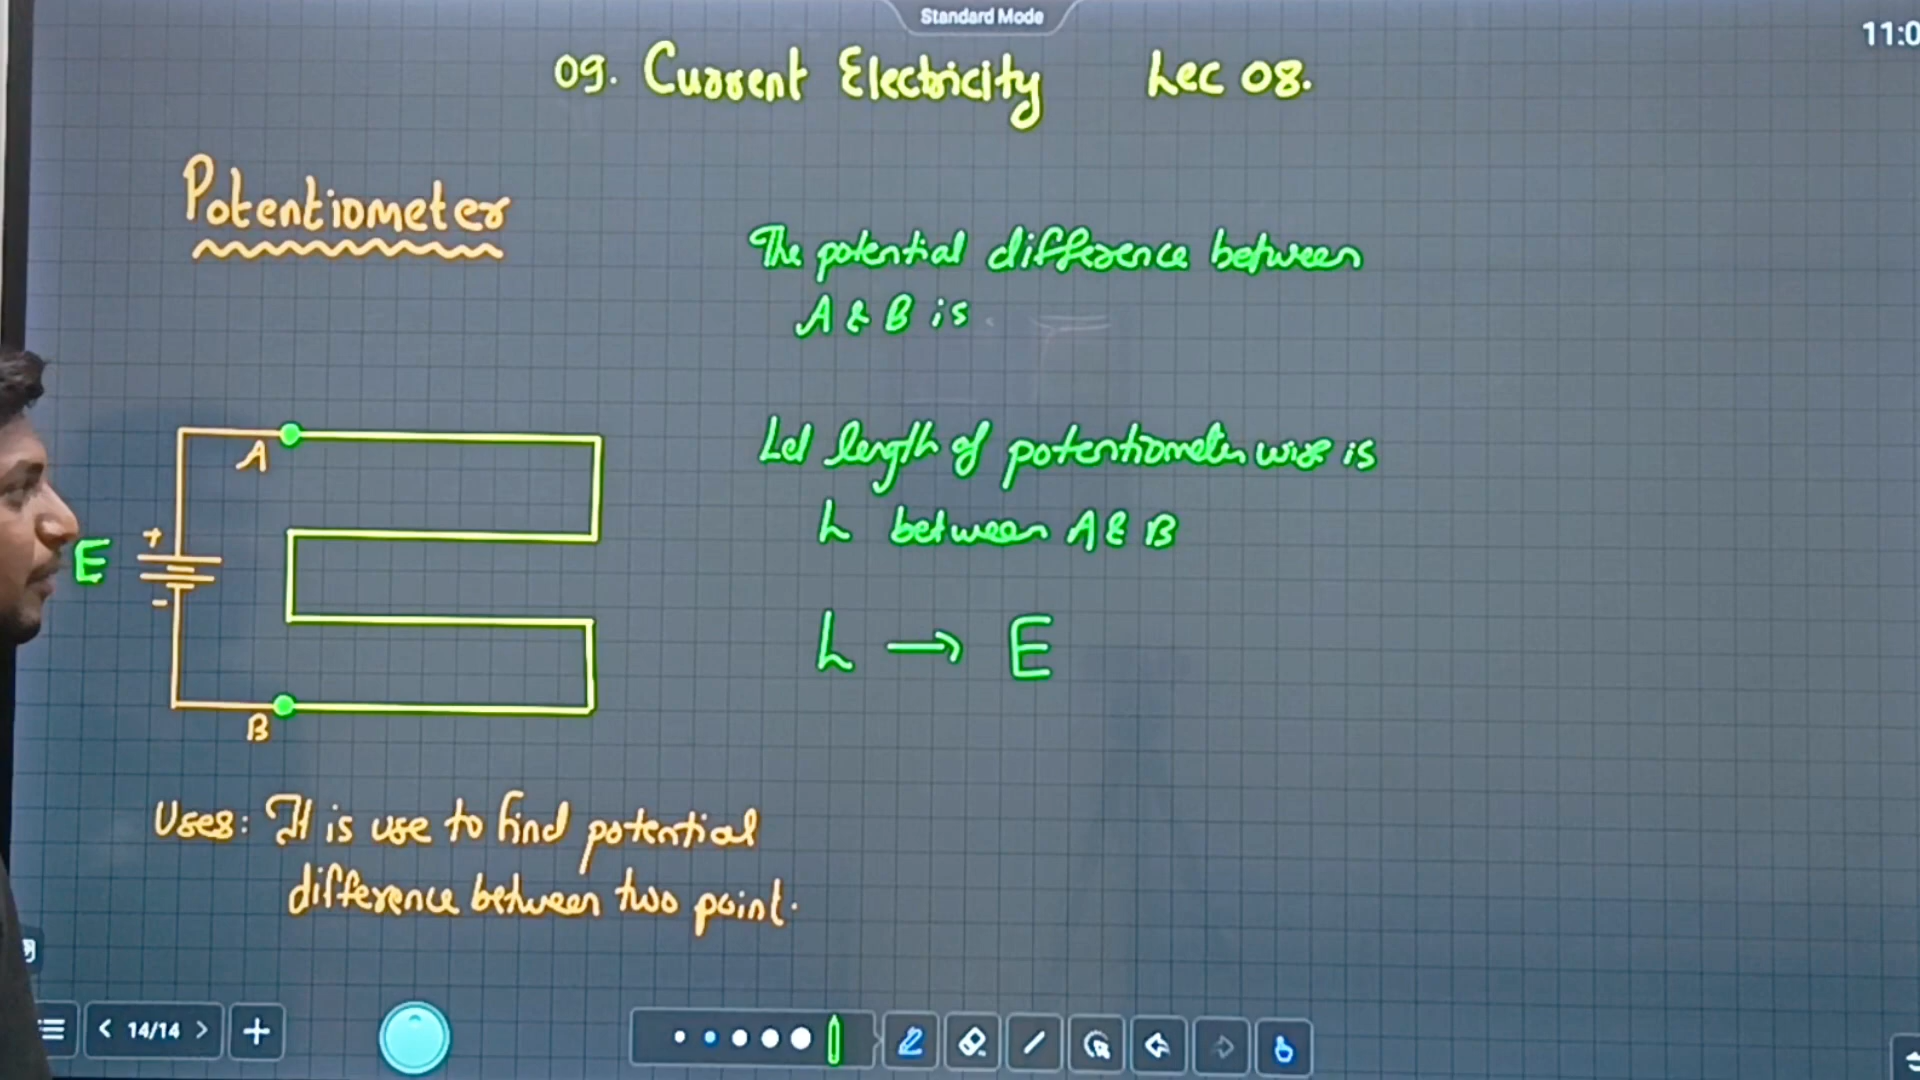 Standard Mode
11:0
09. Current Electricity Lec 08.
Potentiometer
The potential difference between
A & B is
Let length of potentiometer wire is
L between A & B
L → E
A
+
E
-
B
Uses: It is use to find potential
difference between two point.
< 14/14 > +